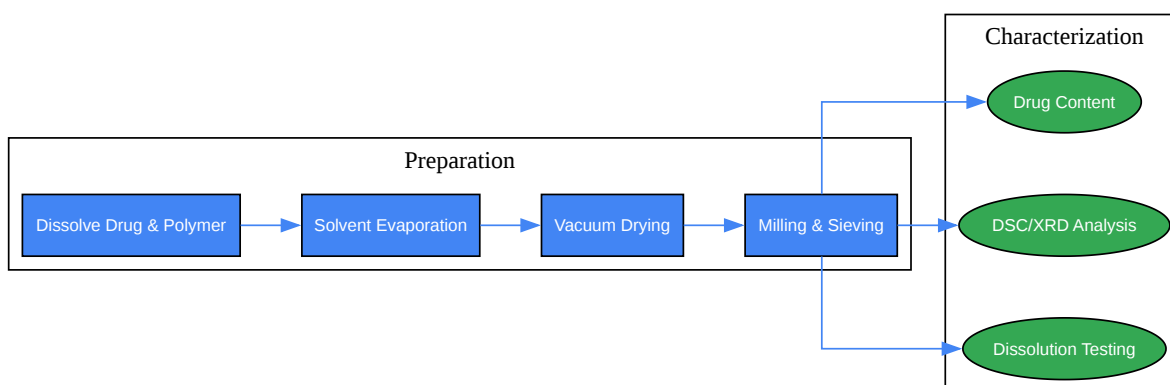 Preparation
Dissolve Drug & Polymer
Solvent Evaporation
Vacuum Drying
Milling & Sieving
Characterization
Drug Content
DSC/XRD Analysis
Dissolution Testing